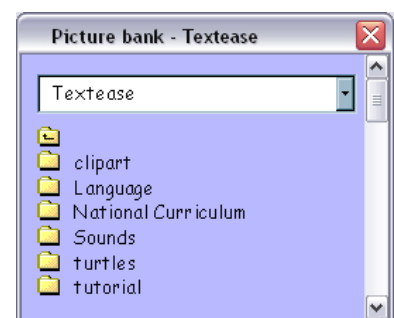 Picture bank - Textease
Textease
clipart
Language
National Curriculum
Sounds
turtles
tutorial